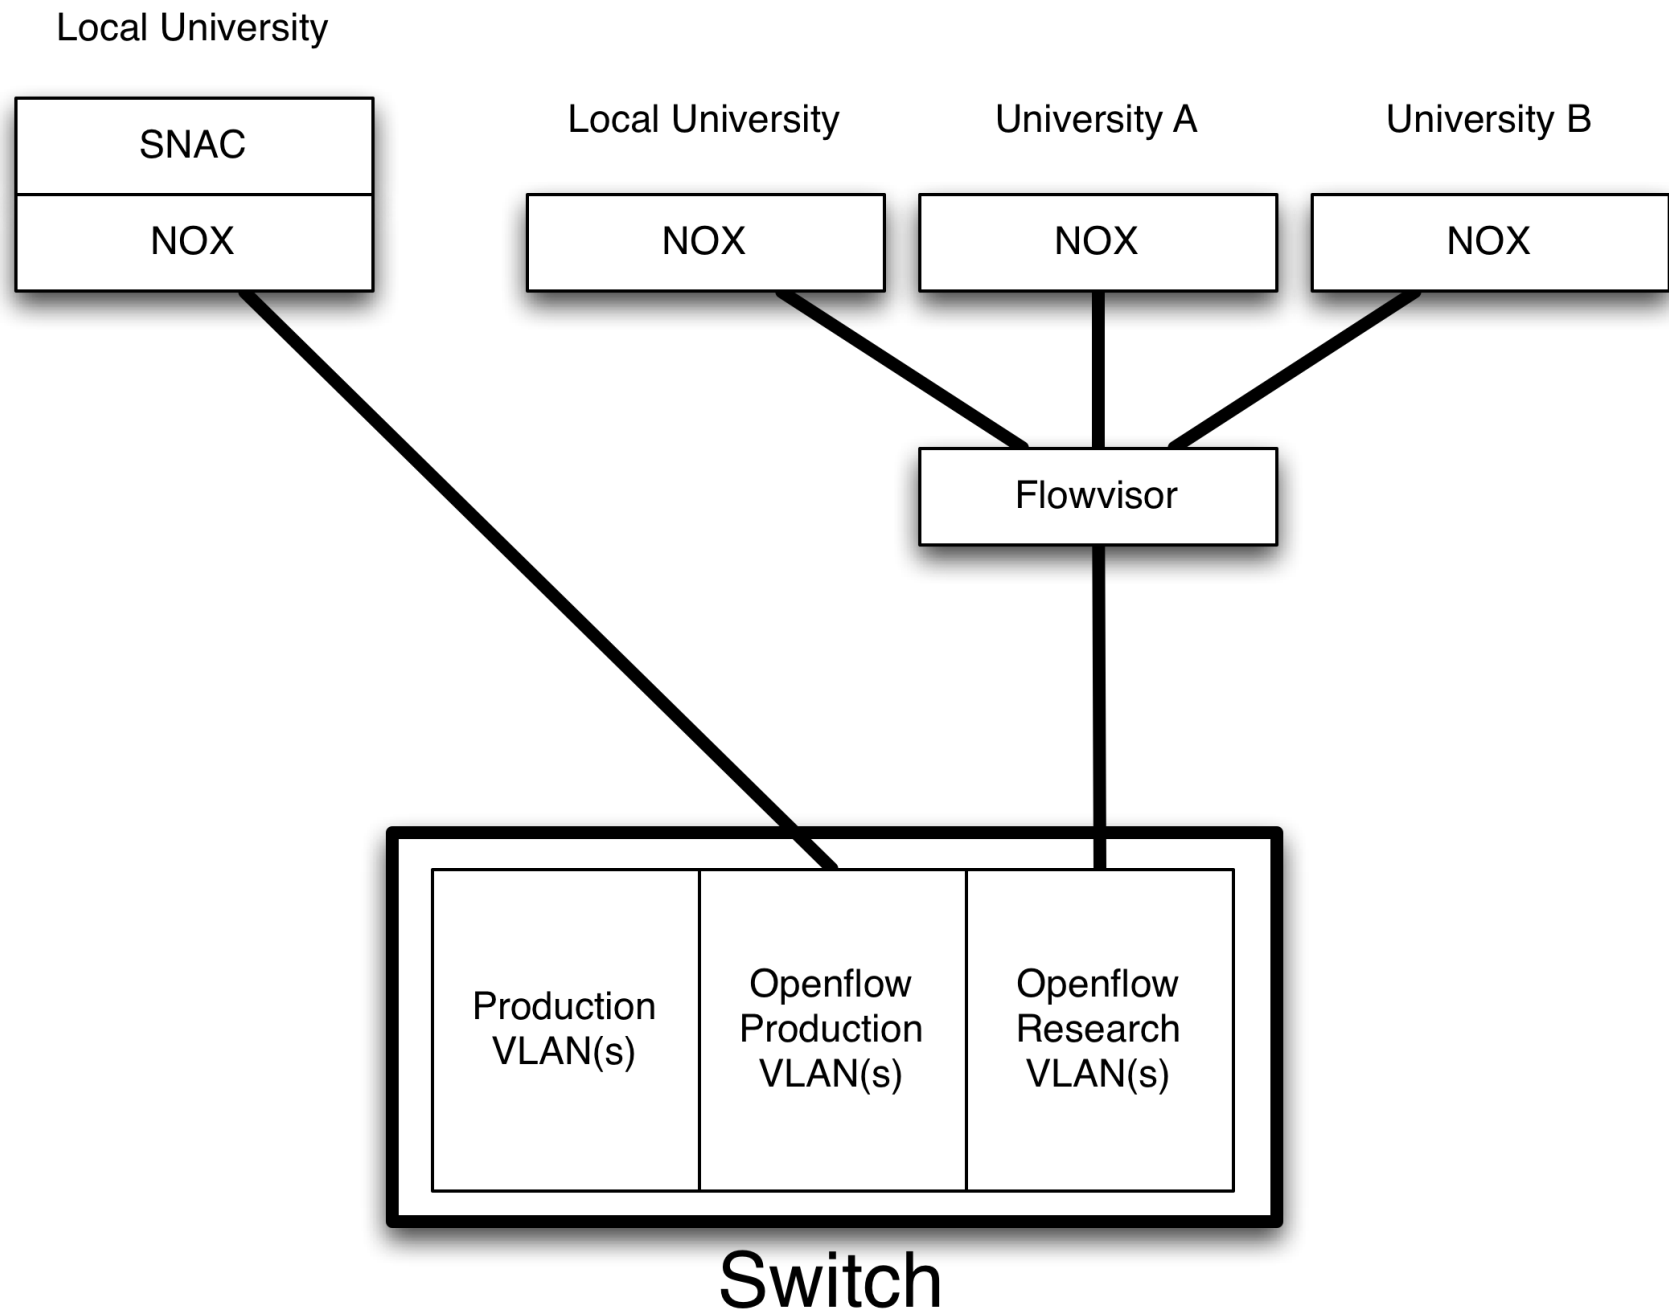 Local University
SNAC
NOX
Local University
University A
University B
NOX
NOX
NOX
Flowvisor
Production
VLAN(s)
Openflow
Production
VLAN(s)
Openflow
Research
VLAN(s)
Switch